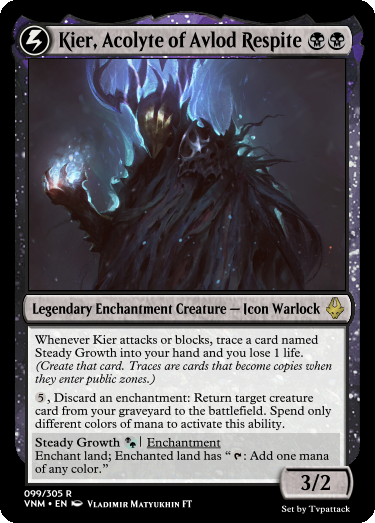 Kier, Acolyte of Avlod Respite
Legendary Enchantment Creature — Icon Warlock
Whenever Kier attacks or blocks, trace a card named
Steady Growth into your hand and you lose 1 life.
(Create that card. Traces are cards that become copies when
they enter public zones.)
5 , Discard an enchantment: Return target creature
card from your graveyard to the battlefield. Spend only
different colors of mana to activate this ability.
Steady Growth | Enchantment
Enchant land; Enchanted land has “ : Add one mana
of any color.”
3/2
099/305 R
VNM • EN Vladimir Matyukhin FT
Set by Tvpattack